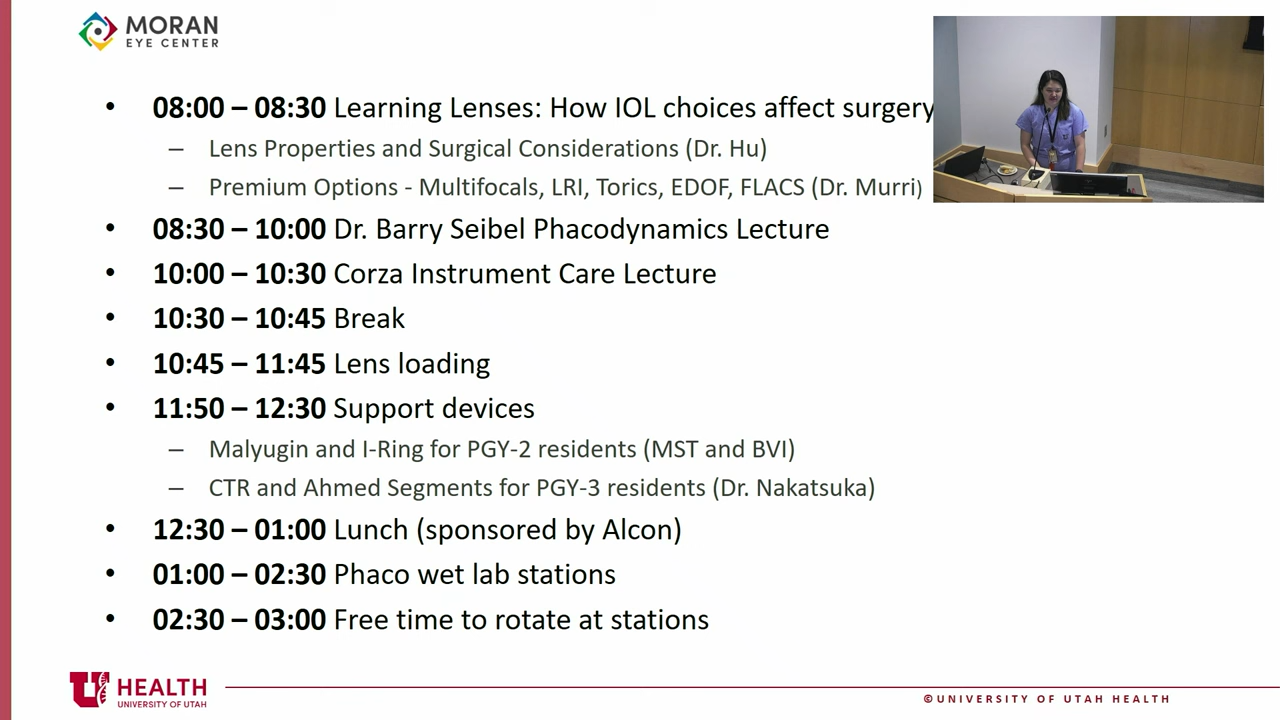 MORAN
EYE CENTER
• 08:00 – 08:30 Learning Lenses: How IOL choices affect surgery
– Lens Properties and Surgical Considerations (Dr. Hu)
– Premium Options - Multifocals, LRI, Torics, EDOF, FLACS (Dr. Murri)
• 08:30 – 10:00 Dr. Barry Seibel Phacodynamics Lecture
• 10:00 – 10:30 Corza Instrument Care Lecture
• 10:30 – 10:45 Break
• 10:45 – 11:45 Lens loading
• 11:50 – 12:30 Support devices
– Malyugin and I-Ring for PGY-2 residents (MST and BVI)
– CTR and Ahmed Segments for PGY-3 residents (Dr. Nakatsuka)
• 12:30 – 01:00 Lunch (sponsored by Alcon)
• 01:00 – 02:30 Phaco wet lab stations
• 02:30 – 03:00 Free time to rotate at stations
U HEALTH
UNIVERSITY OF UTAH
©UNIVERSITY OF UTAH HEALTH